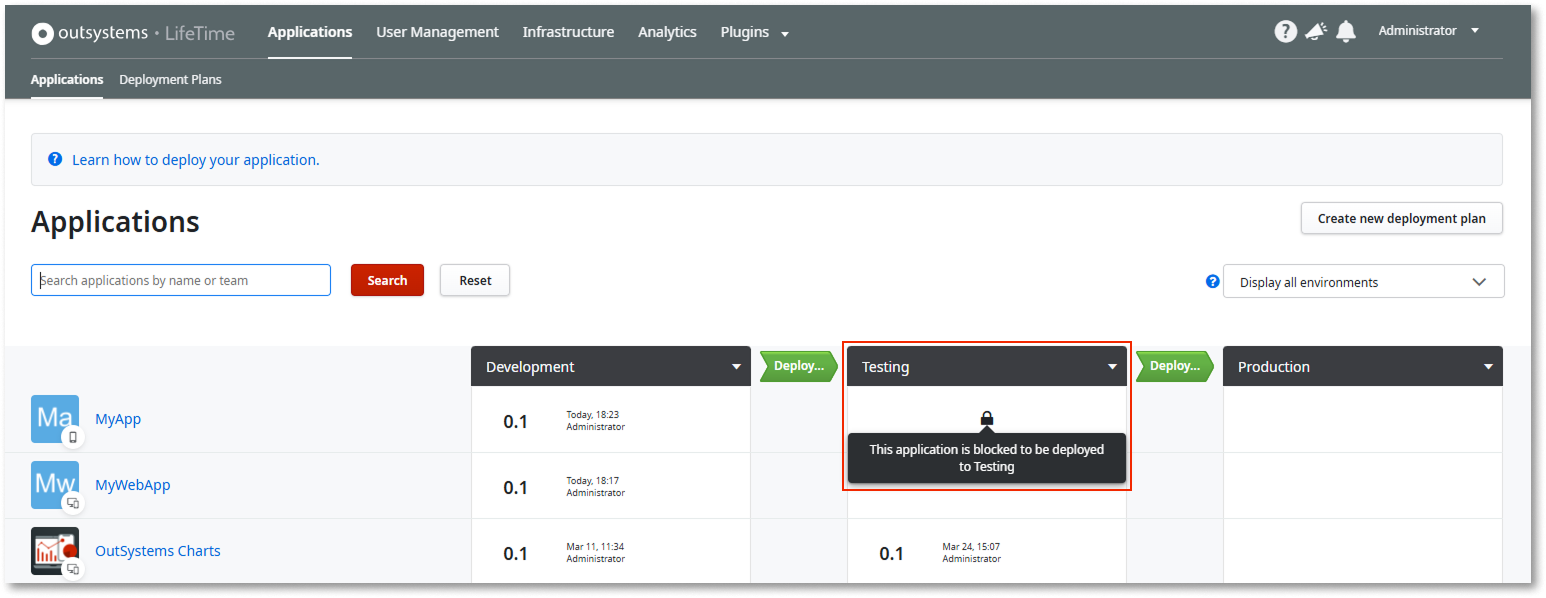 outsystems · LifeTime
Applications
User Management
Infrastructure
Analytics
Plugins
Administrator
Applications
Deployment Plans
Learn how to deploy your application.
Applications
Create new deployment plan
Search applications by name or team
Search
Reset
Display all environments
Development
Deploy...
Testing
Deploy...
Production
Ma
MyApp
0.1
Today, 18:23
Administrator
This application is blocked to be deployed
to Testing
Mw
MyWebApp
0.1
Today, 18:17
Administrator
OutSystems Charts
0.1
Mar 11, 11:34
Administrator
0.1
Mar 24, 15:07
Administrator